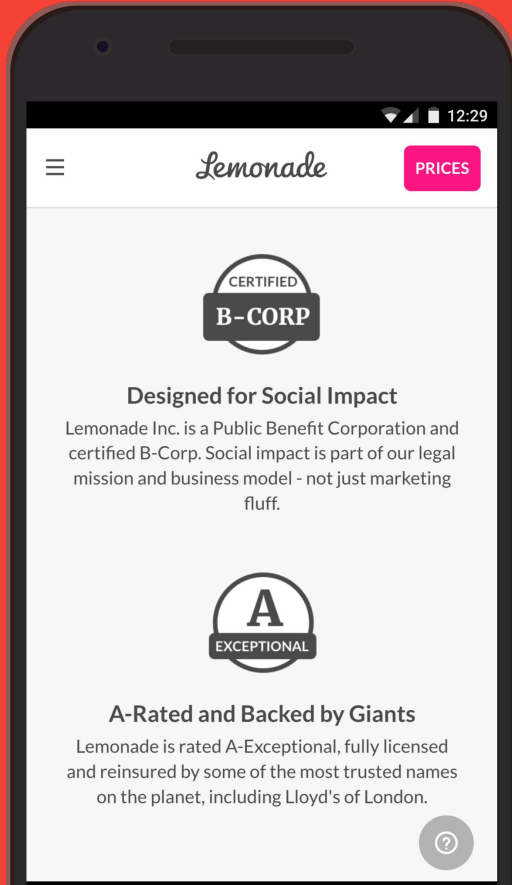 12:29
Lemonade
PRICES
CERTIFIED
B-CORP
Designed for Social Impact
Lemonade Inc. is a Public Benefit Corporation and
certified B-Corp. Social impact is part of our legal
mission and business model - not just marketing
fluff.
A
EXCEPTIONAL
A-Rated and Backed by Giants
Lemonade is rated A-Exceptional, fully licensed
and reinsured by some of the most trusted names
on the planet, including Lloyd's of London.
?